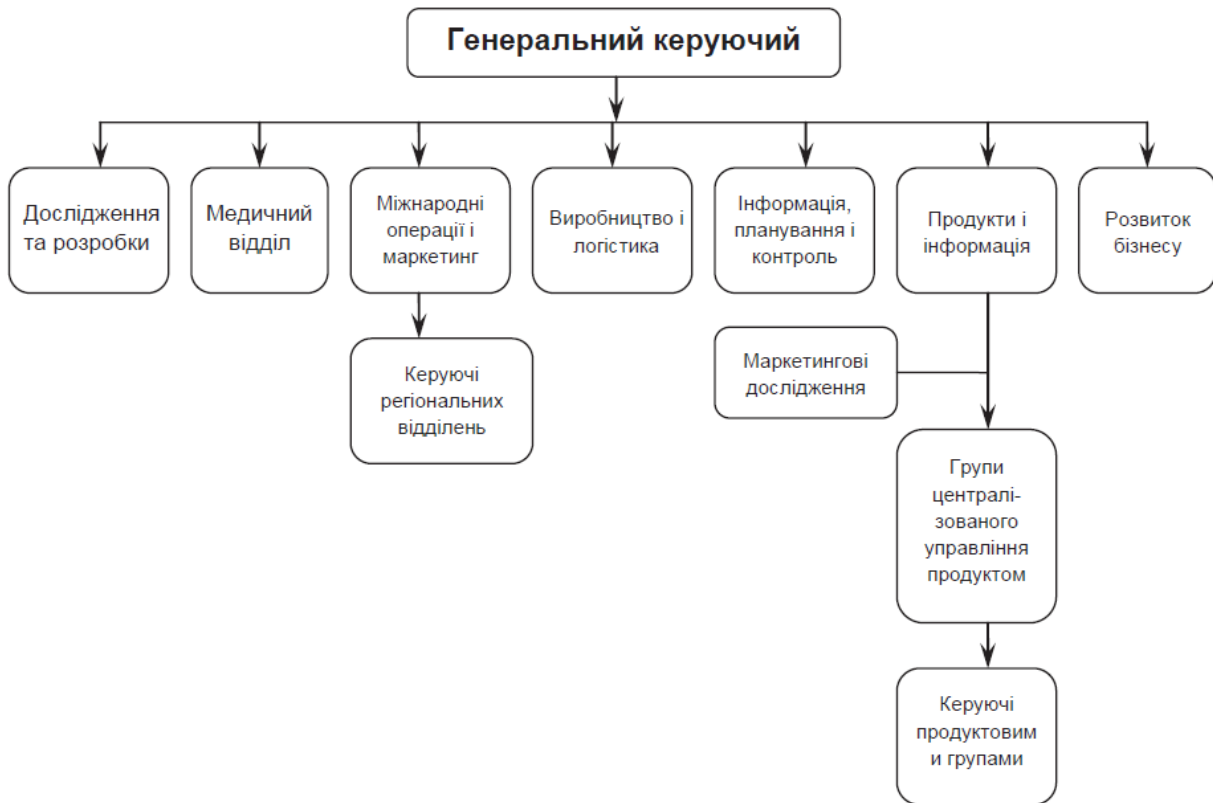 Генеральний керуючий
Дослідження
та розробки
Медичний
відділ
Міжнародні
операції і
маркетинг
Виробництво і
логістика
Інформація,
планування і
контроль
Продукти і
інформація
Розвиток
бізнесу
Керуючі
регіональних
відділень
Маркетингові
дослідження
Групи
централі-
зованого
управління
продуктом
Керуючі
продуктовим
и групами